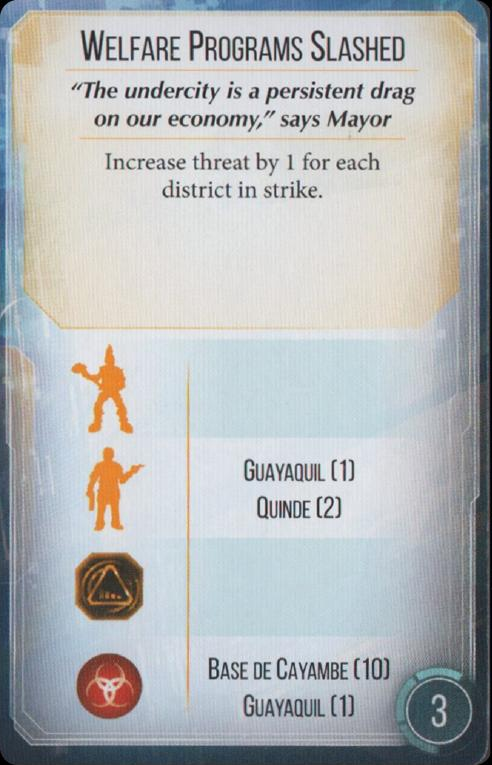 Welfare Programs Slashed
“The undercity is a persistent drag
on our economy,” says Mayor
Increase threat by 1 for each
district in strike.
Guayaquil (1)
Quinde (2)
Base de Cayambe (10)
Guayaquil (1)
3